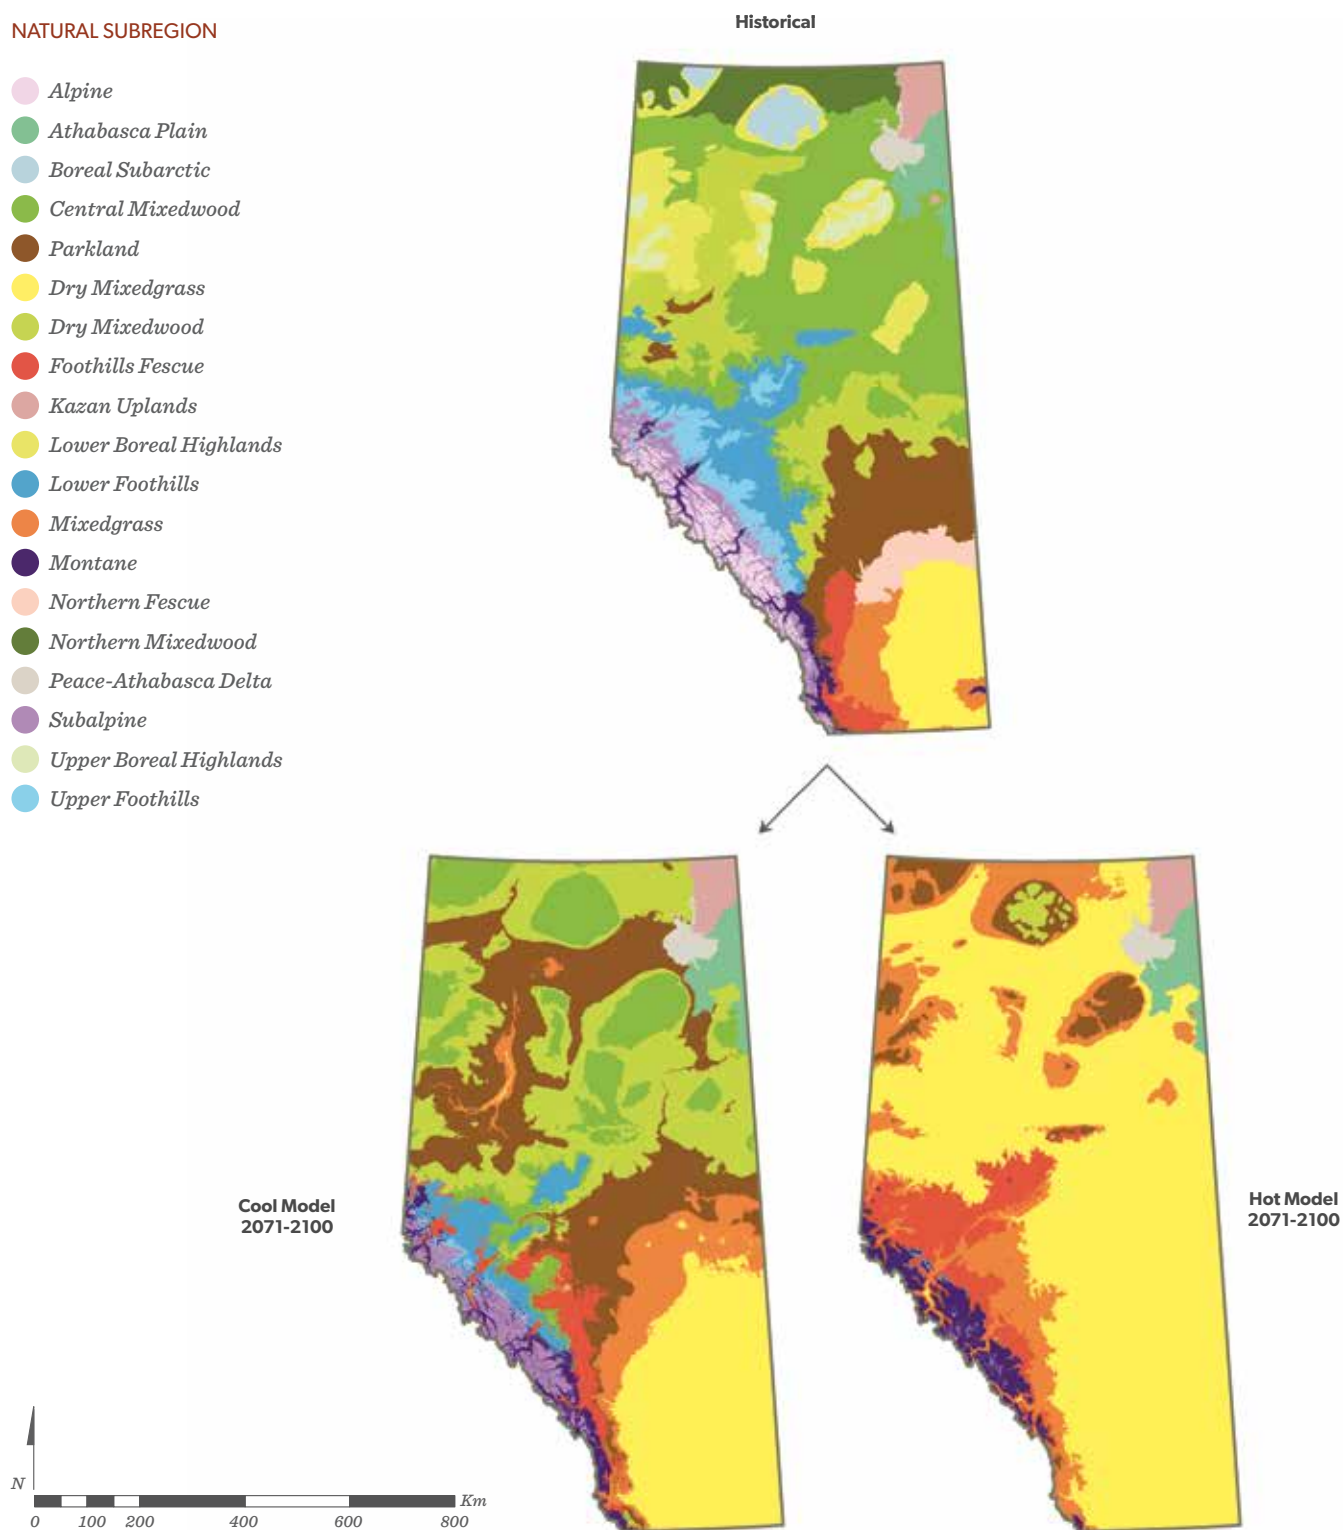 NATURAL SUBREGION
Historical
Alpine
Athabasca Plain
Boreal Subarctic
Central Mixedwood
Parkland
Dry Mixedgrass
Dry Mixedwood
Foothills Fescue
Kazan Uplands
Lower Boreal Highlands
Lower Foothills
Mixedgrass
Montane
Northern Fescue
Northern Mixedwood
Peace-Athabasca Delta
Subalpine
Upper Boreal Highlands
Upper Foothills
Cool Model
2071-2100
Hot Model
2071-2100
N
Km
0 100 200 400 600 800